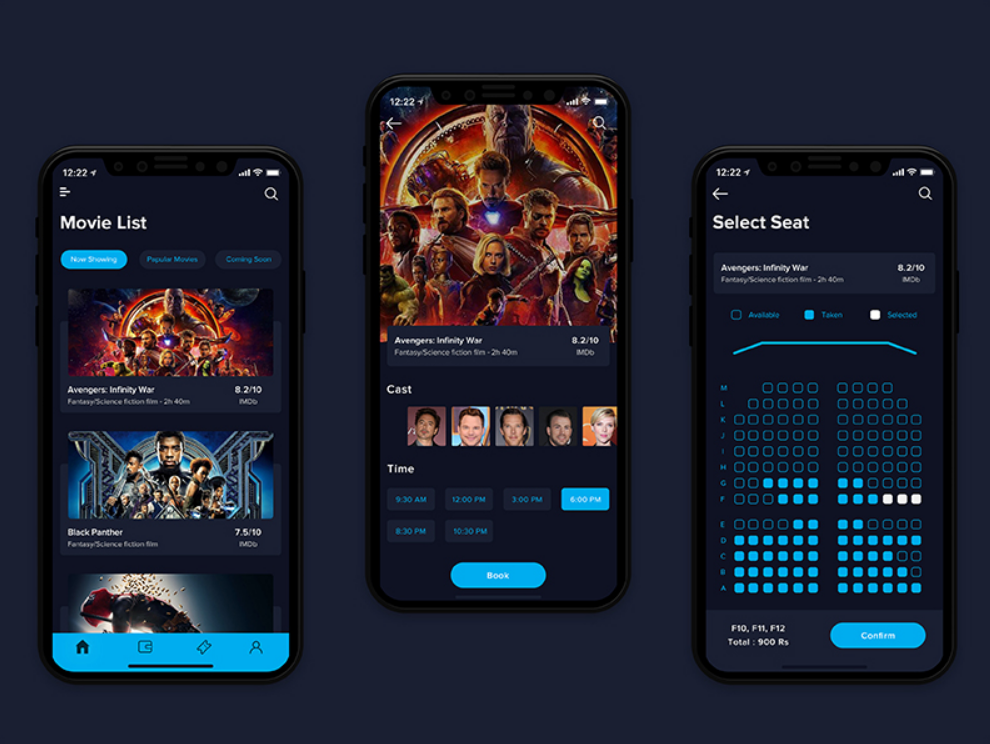 12:22
Movie List
Now Showing
Popular Movies
Coming Soon
Avengers: Infinity War 8.2/10
Fantasy/Science fiction film - 2h 40m IMDb
Black Panther 7.5/10
Fantasy/Science fiction film IMDb
12:22
Avengers: Infinity War 8.2/10
Fantasy/Science fiction film - 2h 40m IMDb
Cast
Time
9:30 AM 12:00 PM 3:00 PM 6:00 PM
8:30 PM 10:30 PM
Book
12:22
Select Seat
Avengers: Infinity War 8.2/10
Fantasy/Science fiction film - 2h 40m IMDb
Available Taken Selected
M
L
K
J
I
H
G
F
E
D
C
B
A
F10, F11, F12
Total : 900 Rs
Confirm